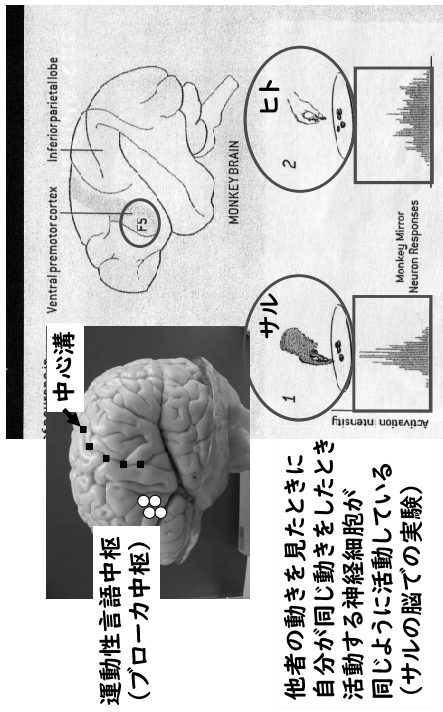 運動性言語中枢
(ブローカ中枢)
中心溝
Ventral premotor cortex
Inferior parietal lobe
F5
MONKEY BRAIN
他者の動きを見たときに
自分が同じ動きをしたとき
活動する神経細胞が
同じように活動している
(サルの脳での実験)
サル
1
ヒト
2
Activation intensity
Monkey Mirror
Neuron Responses